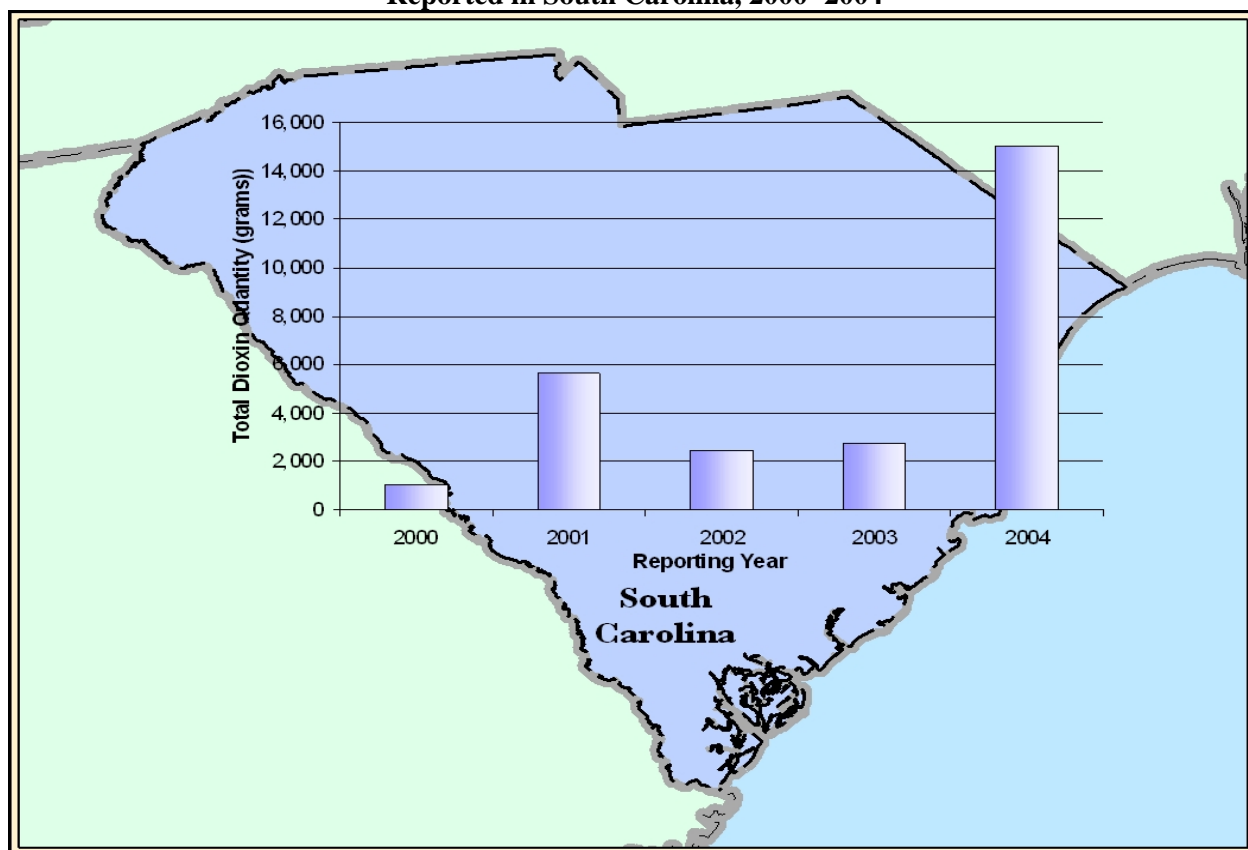 Reported in South Carolina, 2000–2004
16,000
14,000
12,000
10,000
8,000
6,000
4,000
2,000
0
Total Dioxin Quantity (grams))
2000 2001 2002 2003 2004
Reporting Year
South
Carolina